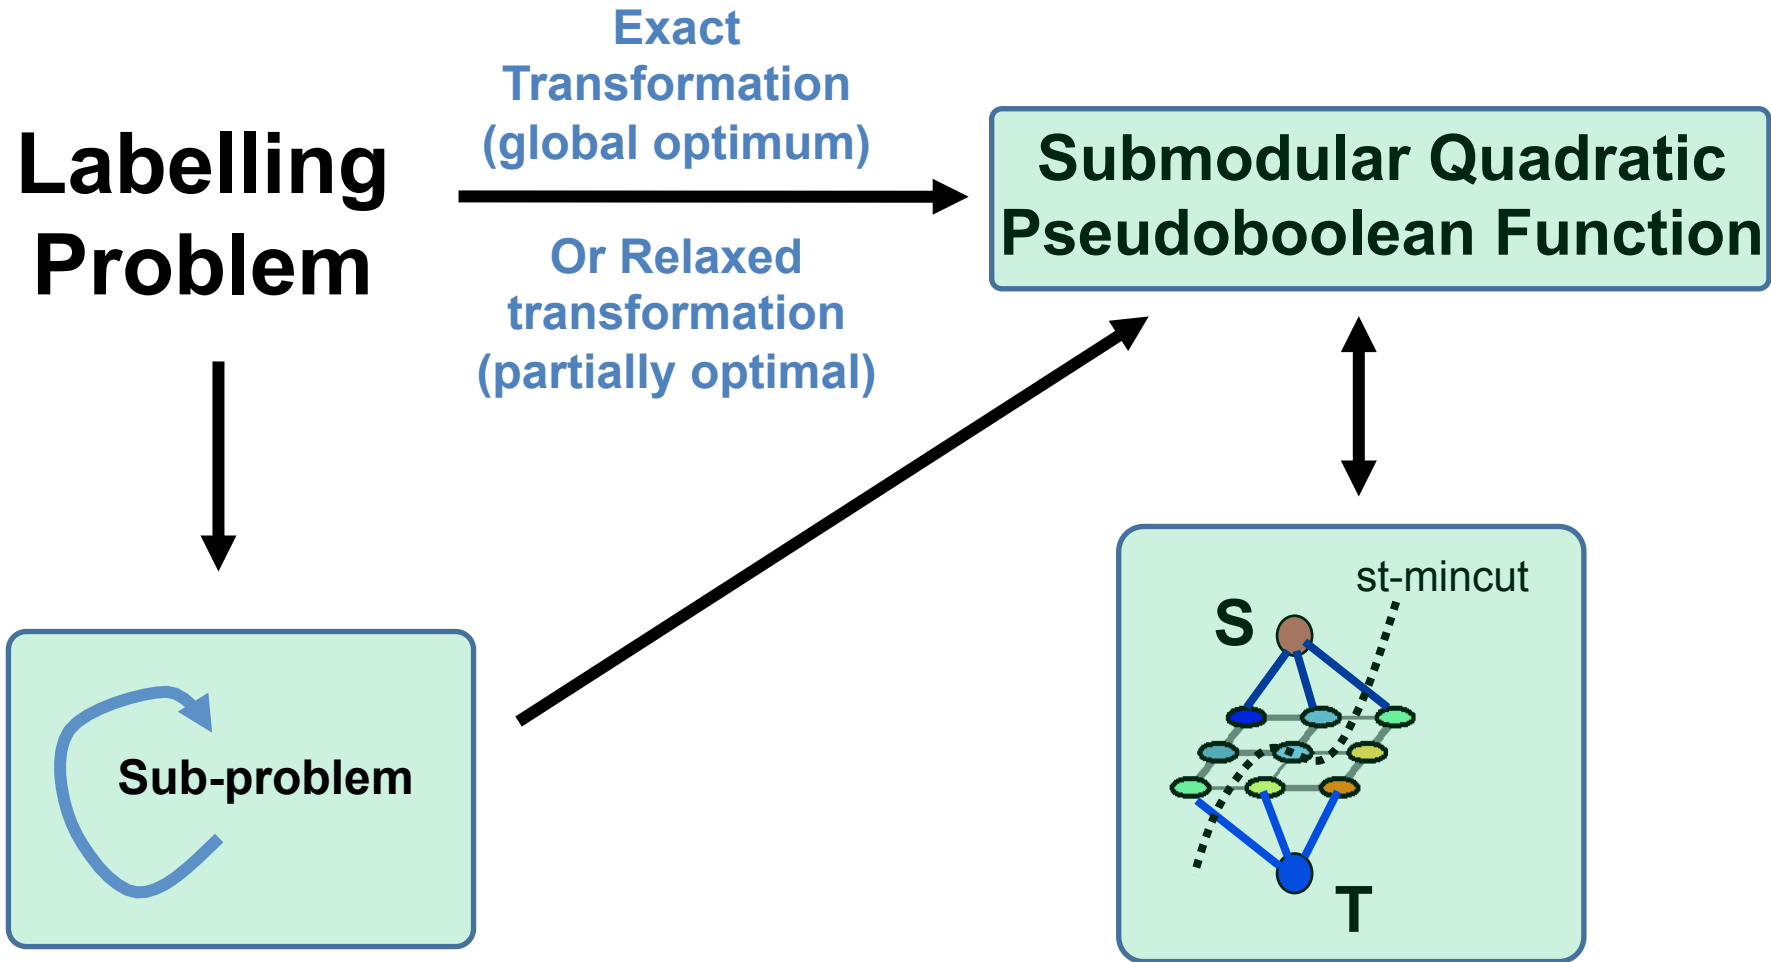 Exact
Transformation
(global optimum)
Labelling
Problem
Or Relaxed
transformation
(partially optimal)
Submodular Quadratic
Pseudoboolean Function
Sub-problem
st-mincut
S
T